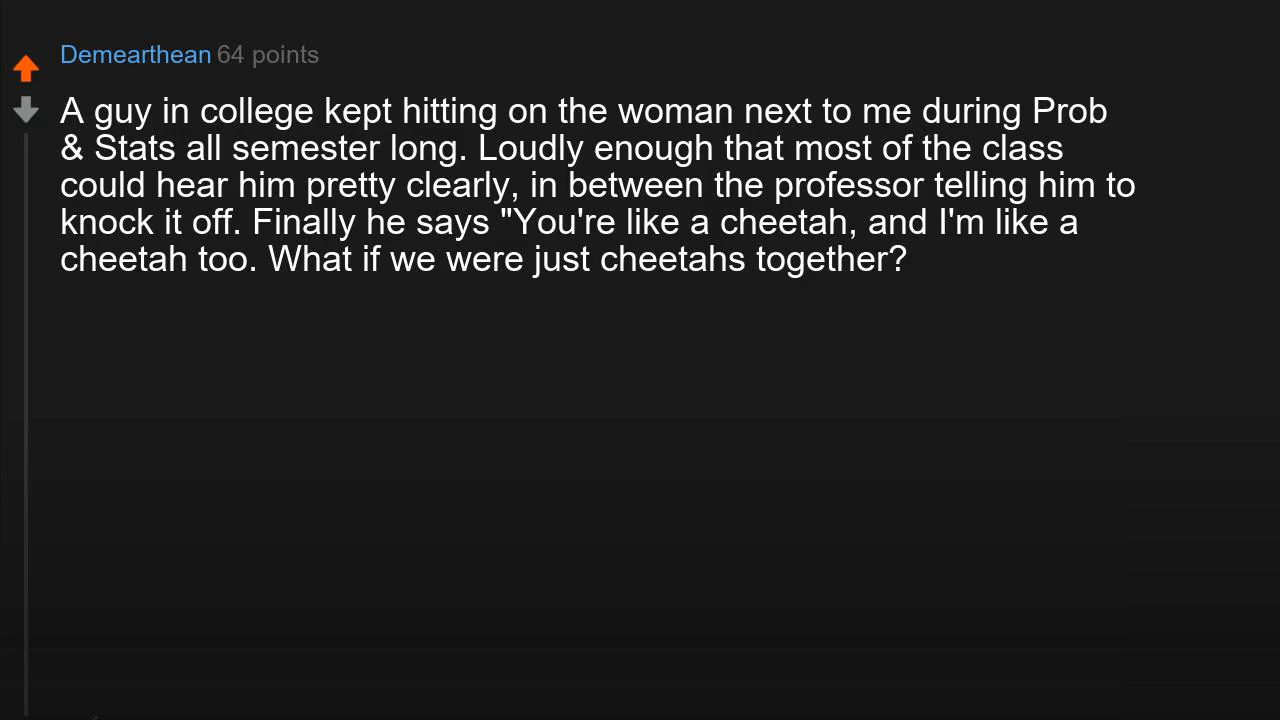 Demearthean 64 points
A guy in college kept hitting on the woman next to me during Prob
& Stats all semester long. Loudly enough that most of the class
could hear him pretty clearly, in between the professor telling him to
knock it off. Finally he says "You're like a cheetah, and I'm like a
cheetah too. What if we were just cheetahs together?